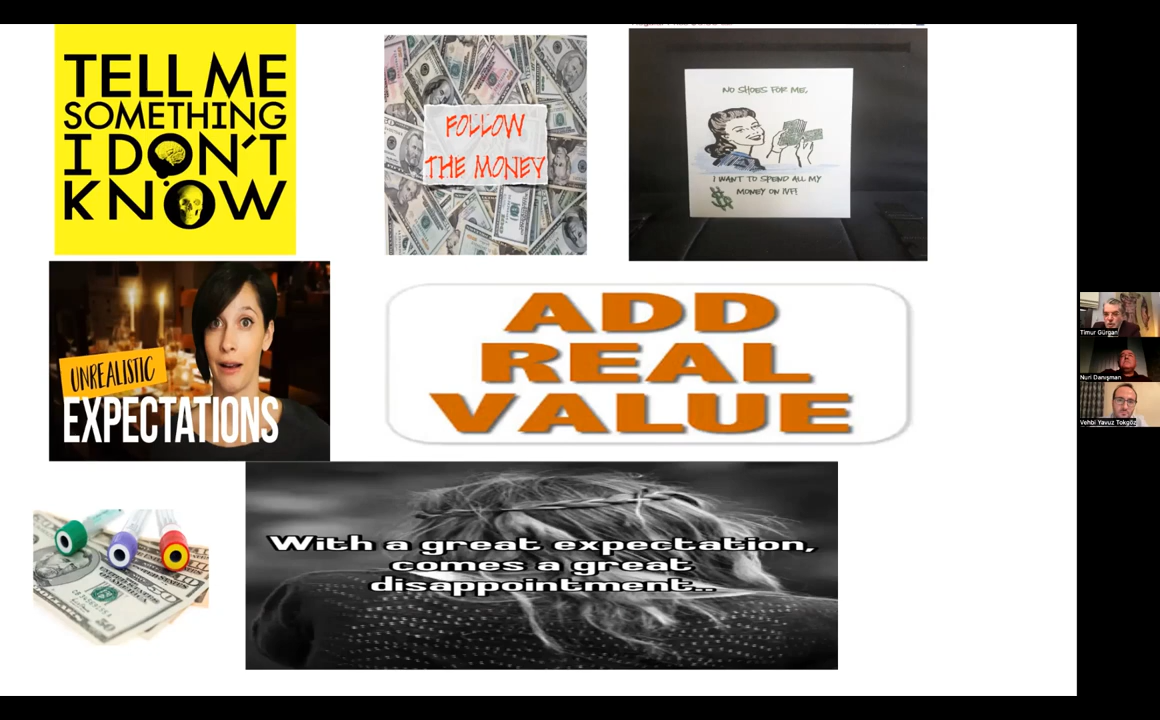 TELL ME
SOMETHING
I DON'T
KNOW
FOLLOW
THE MONEY
NO SHOES FOR ME,
I WANT TO SPEND ALL MY
MONEY ON IVF!
UNREALISTIC
EXPECTATIONS
ADD
REAL
VALUE
With a great expectation,
comes a great
disappointment..
Timur Gürgan
Nuri Danışman
Vehbi Yavuz Tokgöz